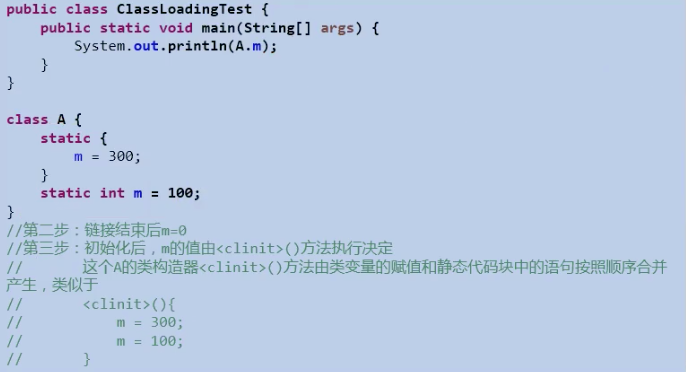 public class ClassLoadingTest {
    public static void main(String[] args) {
        System.out.println(A.m);
    }
}

class A {
    static {
        m = 300;
    }
    static int m = 100;
}
//第二步：链接结束后m=0
//第三步：初始化后，m的值由<clinit>()方法执行决定
//       这个A的类构造器<clinit>()方法由类变量的赋值和静态代码块中的语句按照顺序合并
产生，类似于
//       <clinit>(){
//           m = 300;
//           m = 100;
//       }